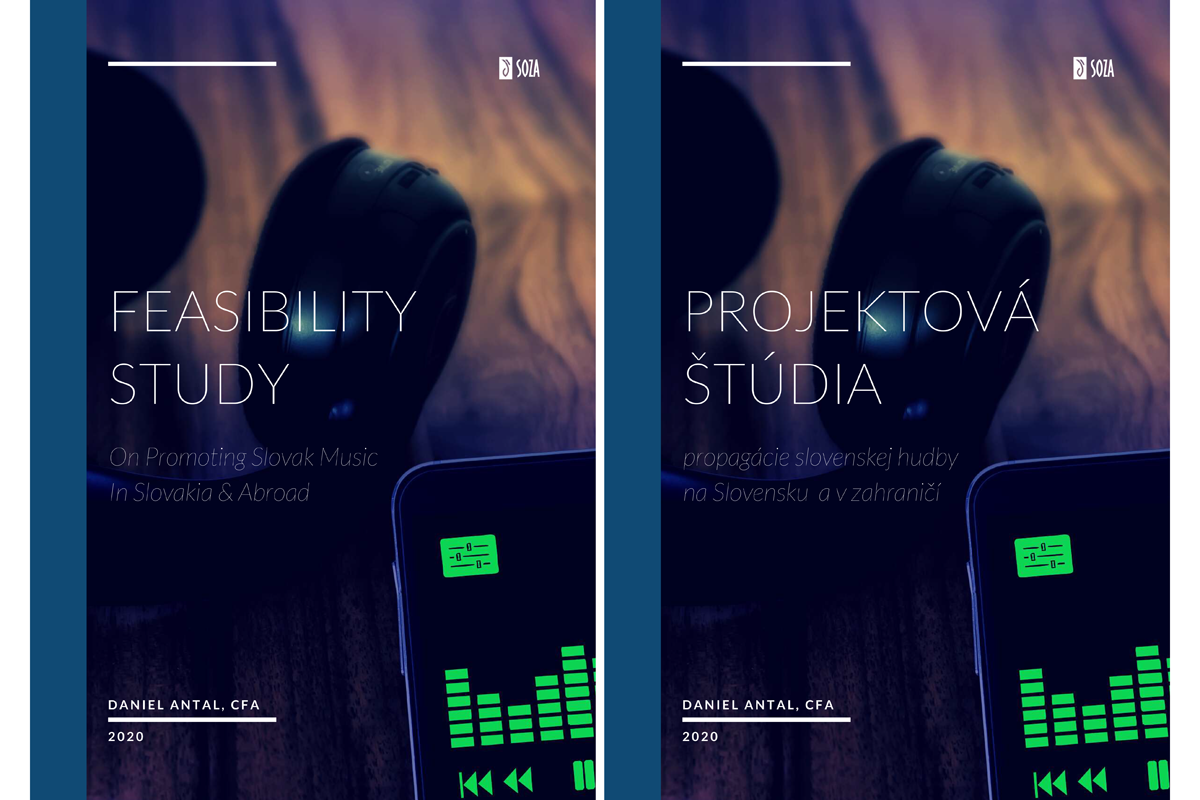 SOZA
FEASIBILITY
STUDY
On Promoting Slovak Music
In Slovakia & Abroad
DANIEL ANTAL, CFA
2020
SOZA
PROJEKTOVÁ
ŠTÚDIA
propagácie slovenskej hudby
na Slovensku a v zahraničí
DANIEL ANTAL, CFA
2020